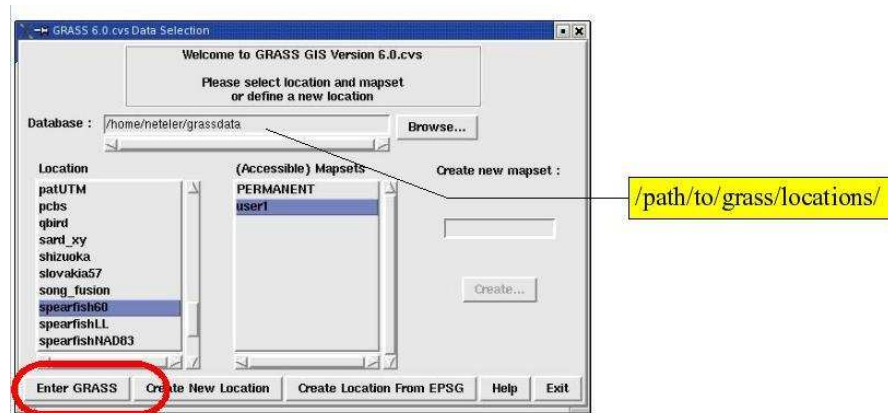 GRASS 6.0.cvs Data Selection
Welcome to GRASS GIS Version 6.0.cvs
Please select location and mapset
or define a new location
Database : /home/neteler/grassdata Browse...
Location (Accessible) Mapsets Create new mapset :
patUTM PERMANENT
pcbs user1
qbird
sard_xy
shizuoka
slovakia57
song_fusion
spearfish60
spearfishLL
spearfishNAD83
Create...
/path/to/grass/locations/
Enter GRASS Create New Location Create Location From EPSG Help Exit